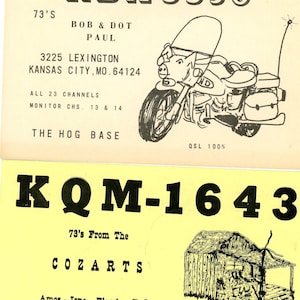 73'S
BOB & DOT
PAUL
3225 LEXINGTON
KANSAS CITY, MO. 64124
ALL 23 CHANNELS
MONITOR CHS. 13 & 14
THE HOG BASE
QSL 100%
KQM-1643
73's From The
COZARTS